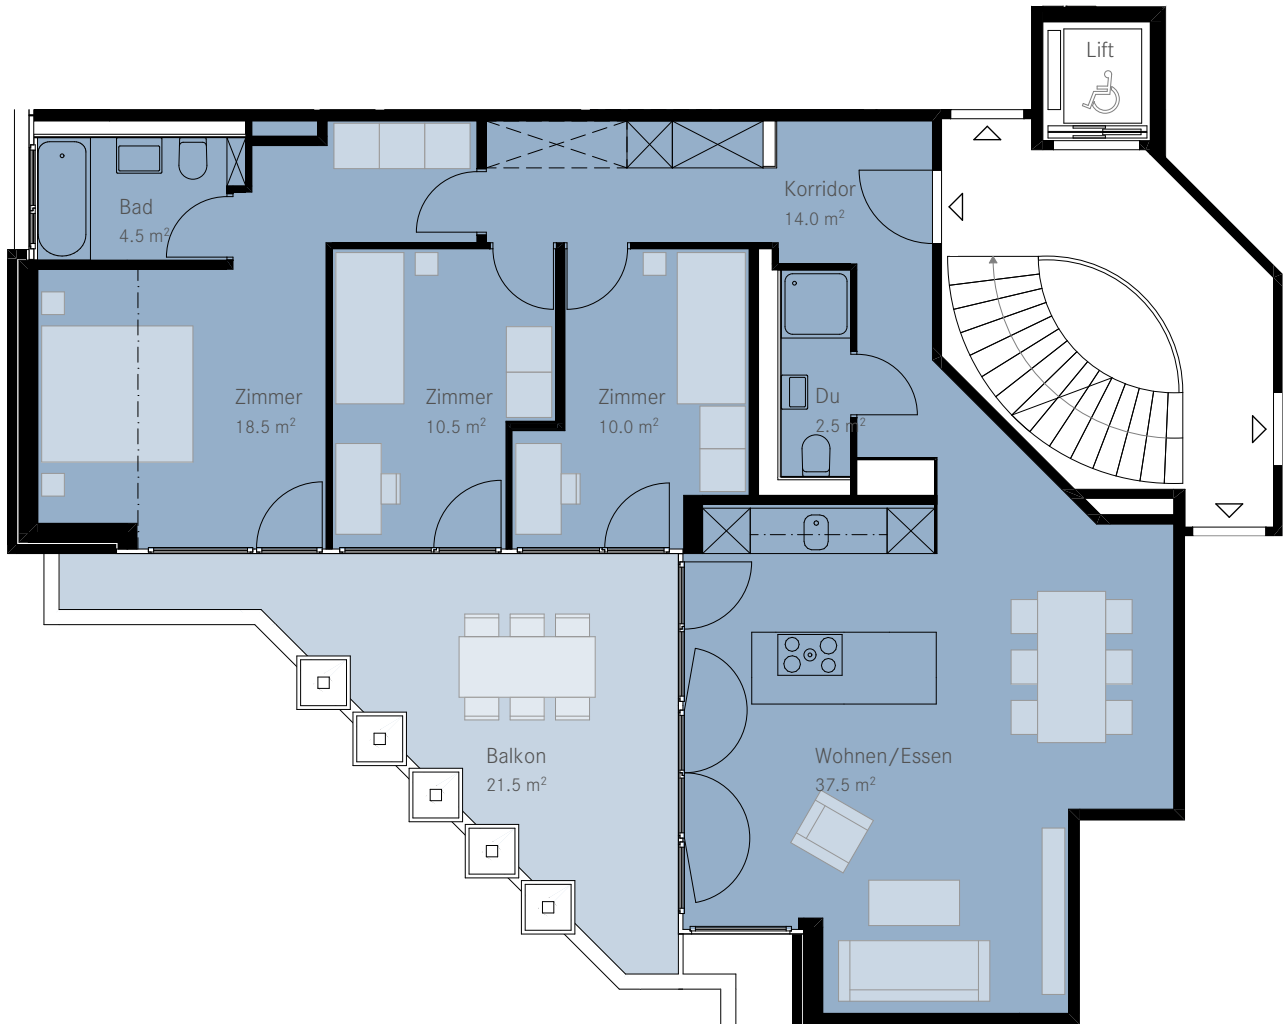 Lift
Korridor
14.0 m²
Bad
4.5 m²
Zimmer
18.5 m²
Zimmer
10.5 m²
Zimmer
10.0 m²
Du
2.5 m²
Balkon
21.5 m²
Wohnen/Essen
37.5 m²